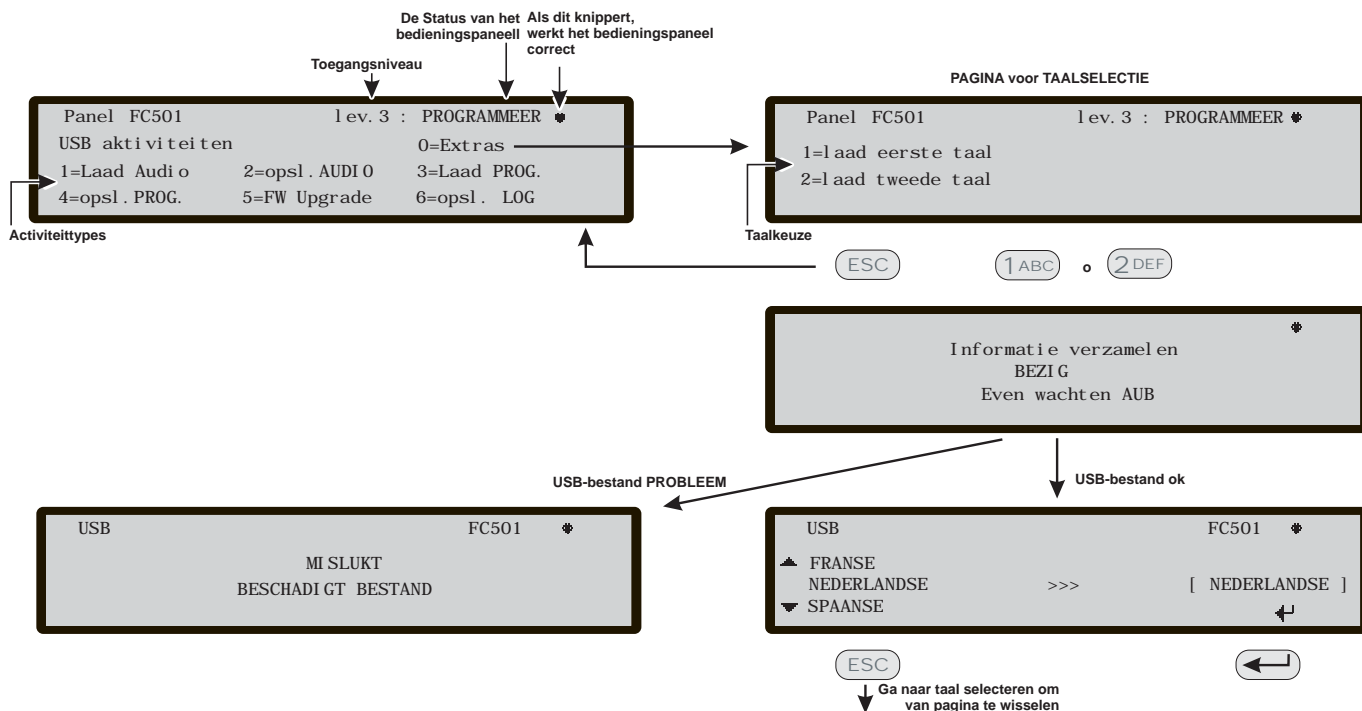 De Status van het
bedieningspaneell
Als dit knippert,
werkt het bedieningspaneel
correct
Toegangsniveau
PAGINA voor TAALSELECTIE
Panel FC501 lev.3 : PROGRAMMEER
USB aktiviteiten 0=Extras
1=Laad Audio 2=opsl.AUDIO 3=Laad PROG.
4=opsl.PROG. 5=FW Upgrade 6=opsl. LOG
Activiteittypes
Panel FC501 lev.3 : PROGRAMMEER
1=laad eerste taal
2=laad tweede taal
Taalkeuze
ESC 1 ABC o 2 DEF
Informatie verzamelen
BEZIG
Even wachten AUB
USB-bestand PROBLEEM
USB-bestand ok
USB FC501
MISLUKT
BESCHADIGT BESTAND
USB FC501
FRANSE
NEDERLANDSE >>> [ NEDERLANDSE ]
SPAANSE
ESC
Ga naar taal selecteren om
van pagina te wisselen